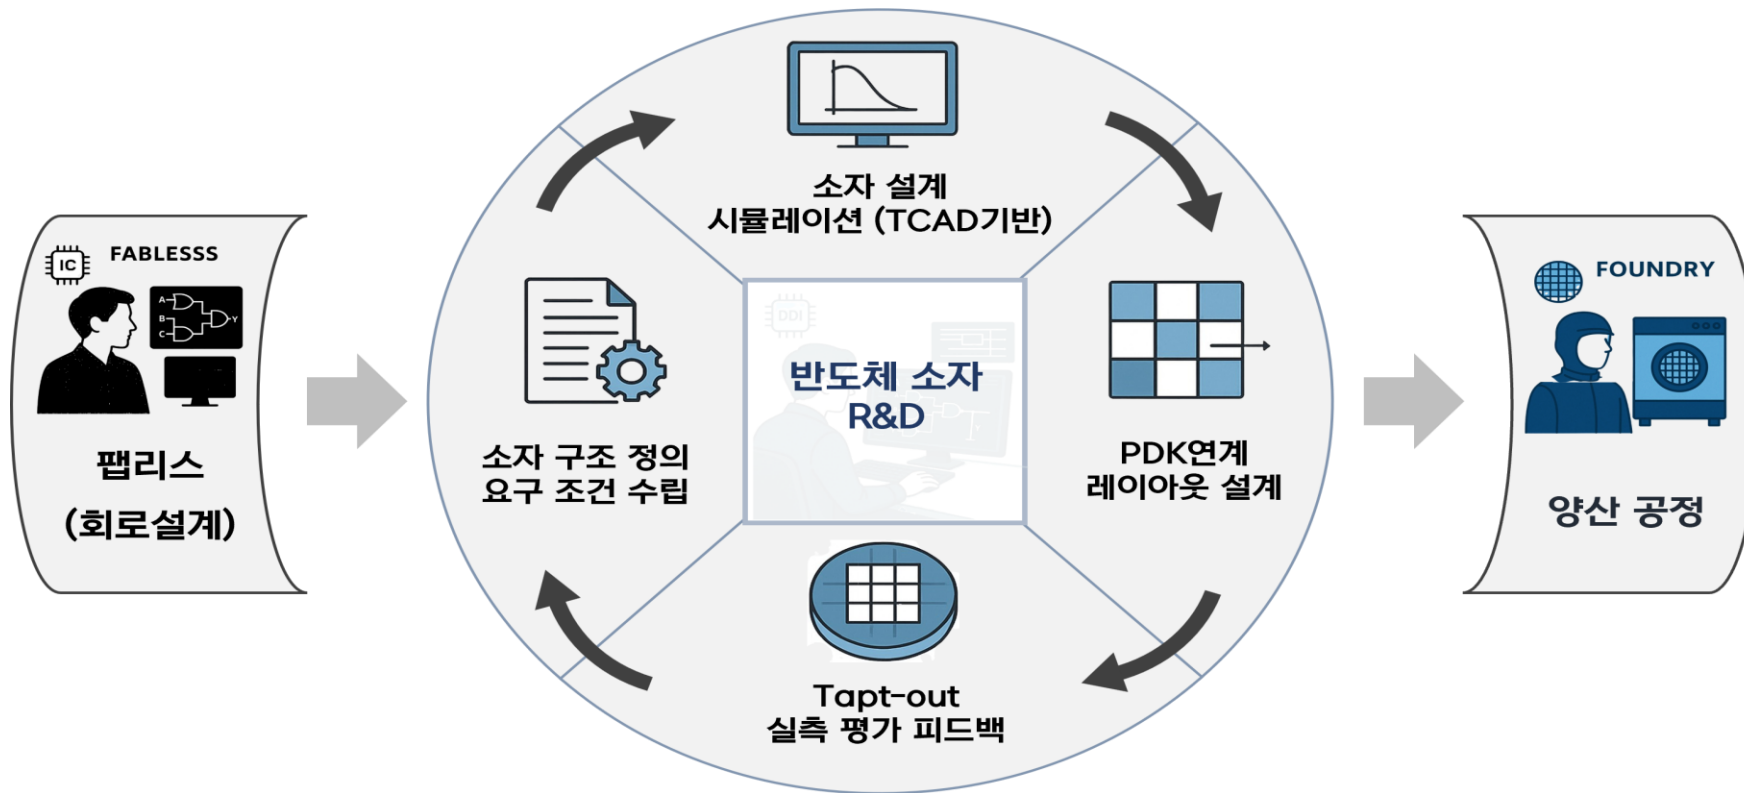 FABLESSS
IC
A
B
C
Y
팹리스
(회로설계)
소자 설계
시뮬레이션 (TCAD기반)
소자 구조 정의
요구 조건 수립
DDI
반도체 소자
R&D
PDK연계
레이아웃 설계
Tapt-out
실측 평가 피드백
FOUNDRY
양산 공정